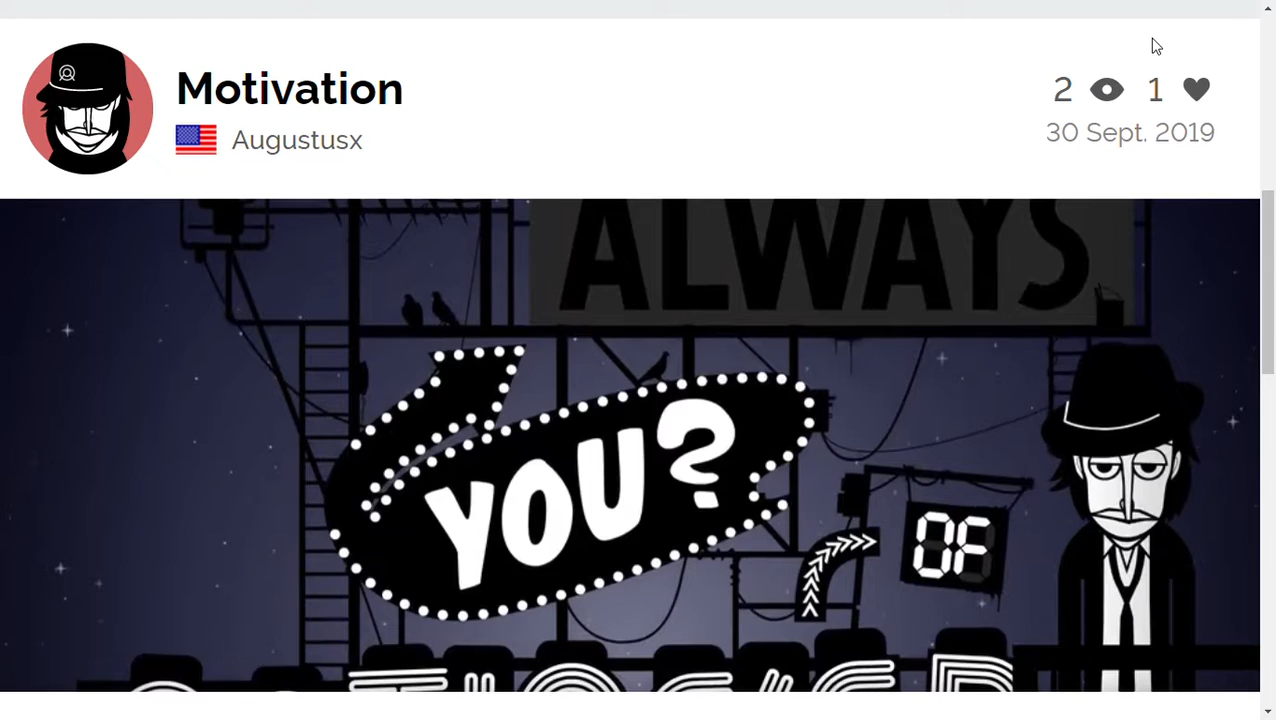 Motivation
2 1
Augustusx
30 Sept. 2019
ALWAYS
YOU?
OF